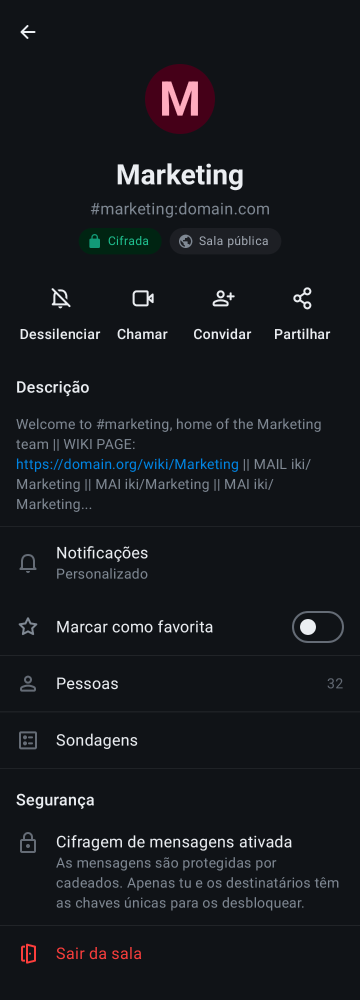 M
Marketing
#marketing:domain.com
Cifrada Sala pública
Dessilenciar Chamar Convidar Partilhar
Descrição
Welcome to #marketing, home of the Marketing
team || WIKI PAGE:
https://domain.org/wiki/Marketing || MAIL iki/
Marketing || MAI iki/Marketing || MAI iki/
Marketing...
Notificações
Personalizado
Marcar como favorita
Pessoas 32
Sondagens
Segurança
Cifragem de mensagens ativada
As mensagens são protegidas por
cadeados. Apenas tu e os destinatários têm
as chaves únicas para os desbloquear.
Sair da sala